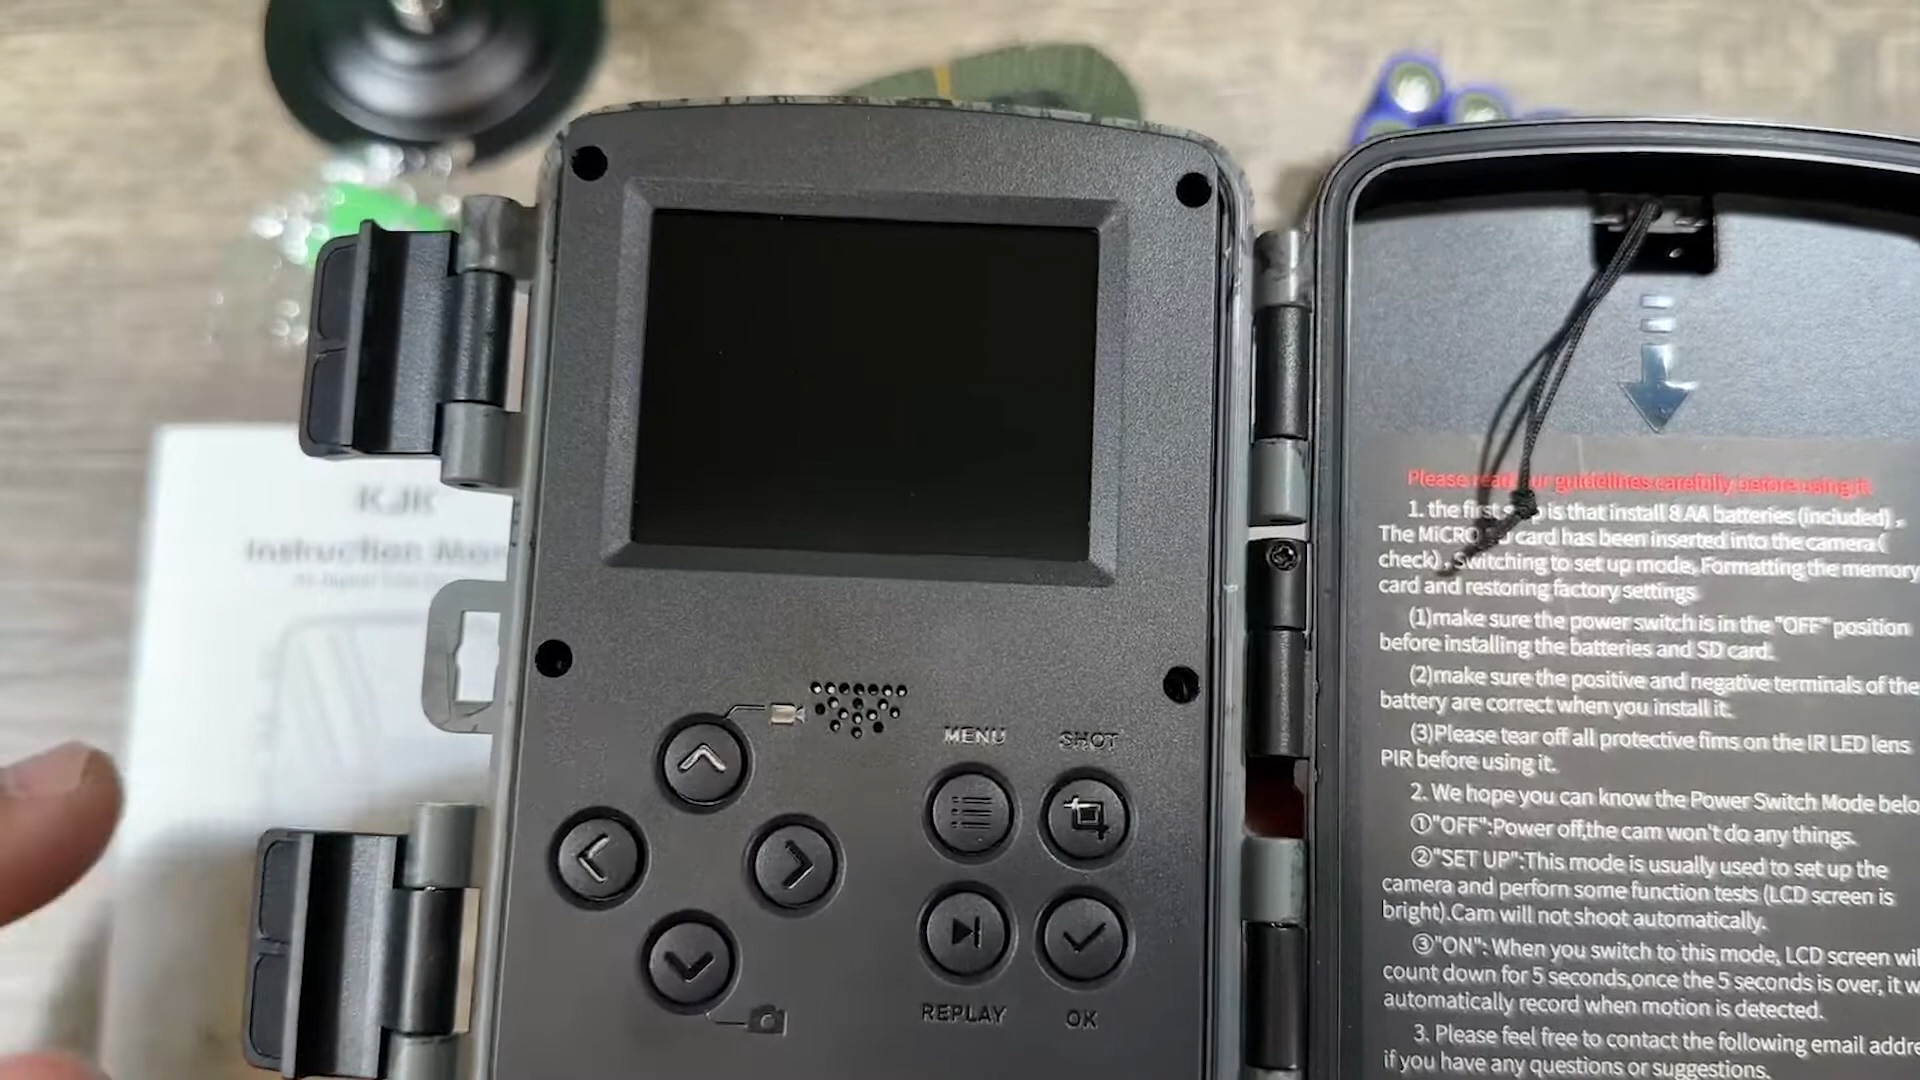 KJK
Instruction Man
MENU
SHOT
REPLAY
OK
Please read ur guidelines carefully before using it.
1. the first is that install 8 AA batteries (included) ,
The MiCRO card has been inserted into the camera(
check) , Switching to set up mode, Formatting the memory
card and restoring factory settings
(1)make sure the power switch is in the "OFF" position
before installing the batteries and SD card.
(2)make sure the positive and negative terminals of the
battery are correct when you install it.
(3)Please tear off all protective fims on the IR LED lens
PIR before using it.
2. We hope you can know the Power Switch Mode belo
①"OFF":Power off,the cam won't do any things.
②"SET UP":This mode is usually used to set up the
camera and perforn some function tests (LCD screen is
bright).Cam will not shoot automatically.
③"ON": When you switch to this mode, LCD screen wil
count down for 5 seconds,once the 5 seconds is over, it w
automatically record when motion is detected.
3. Please feel free to contact the following email addre
if you have any questions or suggestions.